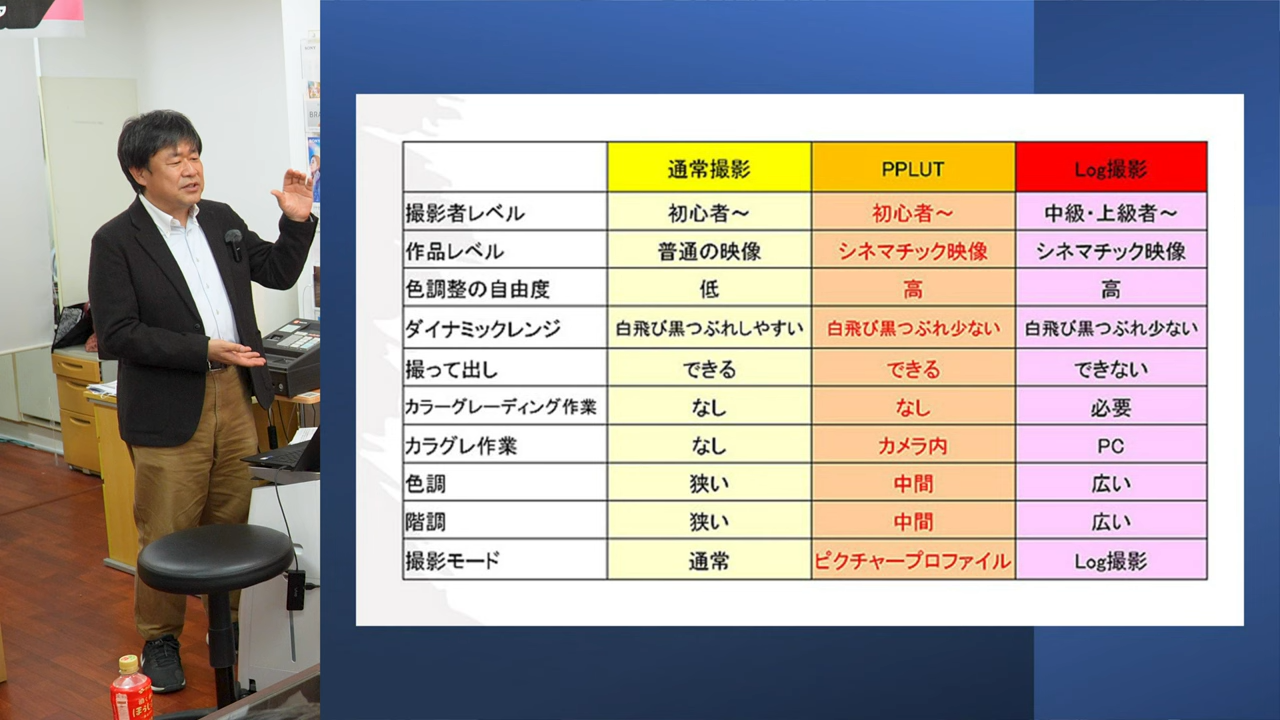 通常撮影 PPLUT Log撮影
撮影者レベル 初心者～ 初心者～ 中級・上級者～
作品レベル 普通の映像 シネマチック映像 シネマチック映像
色調整の自由度 低 高 高
ダイナミックレンジ 白飛び黒つぶれしやすい 白飛び黒つぶれ少ない 白飛び黒つぶれ少ない
撮って出し できる できる できない
カラーグレーディング作業 なし なし 必要
カラグレ作業 なし カメラ内 PC
色調 狭い 中間 広い
階調 狭い 中間 広い
撮影モード 通常 ピクチャープロファイル Log撮影